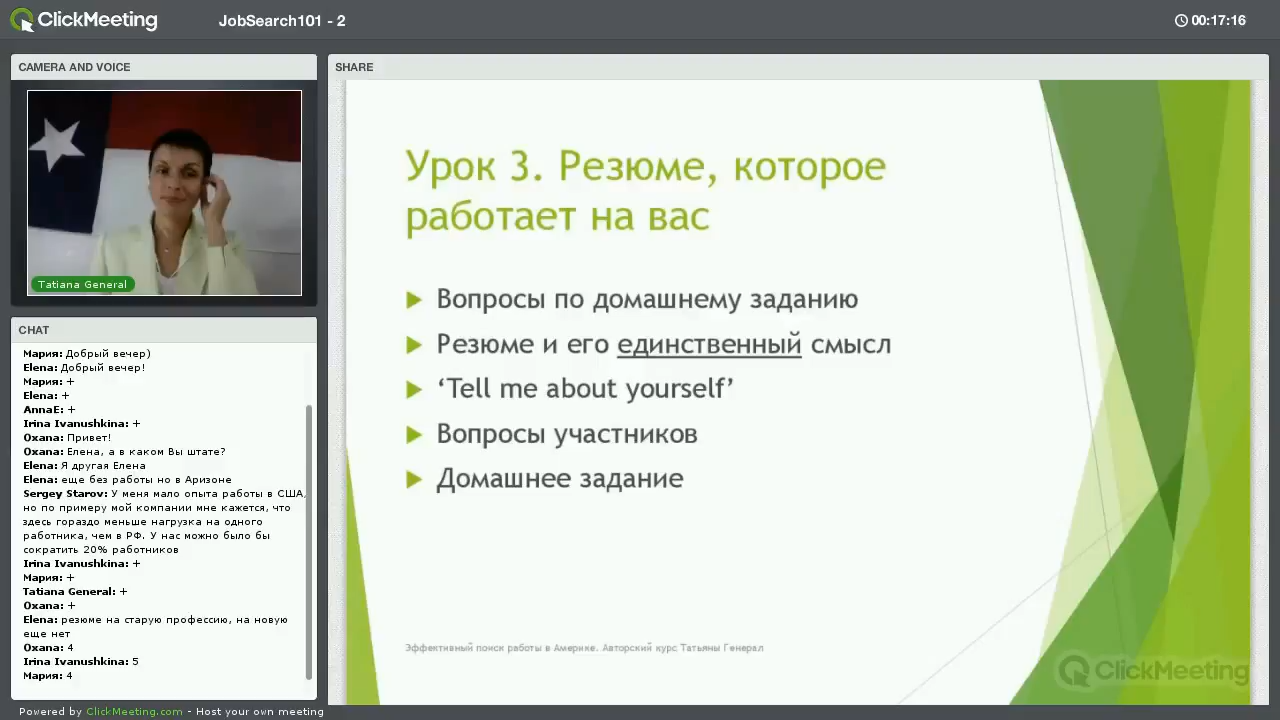 ClickMeeting
JobSearch101 - 2
00:17:16
CAMERA AND VOICE
Tatiana General
CHAT
Мария: Добрый вечер)
Elena: Добрый вечер!
Мария: +
Elena: +
AnnaE: +
Irina Ivanushkina: +
Oxana: Привет!
Oxana: Елена, а в каком Вы штате?
Elena: Я другая Елена
Elena: еще без работы но в Аризоне
Sergey Starov: У меня мало опыта работы в США,
но по примеру мой компании мне кажется, что
здесь гораздо меньше нагрузка на одного
работника, чем в РФ. У нас можно было бы
сократить 20% работников
Irina Ivanushkina: +
Мария: +
Tatiana General: +
Oxana: +
Elena: резюме на старую профессию, на новую
еще нет
Oxana: 4
Irina Ivanushkina: 5
Мария: 4
SHARE
Урок 3. Резюме, которое
работает на вас
Вопросы по домашнему заданию
Резюме и его единственный смысл
‘Tell me about yourself’
Вопросы участников
Домашнее задание
Эффективный поиск работы в Америке. Авторский курс Татьяны Генерал
ClickMeeting
Powered by ClickMeeting.com - Host your own meeting